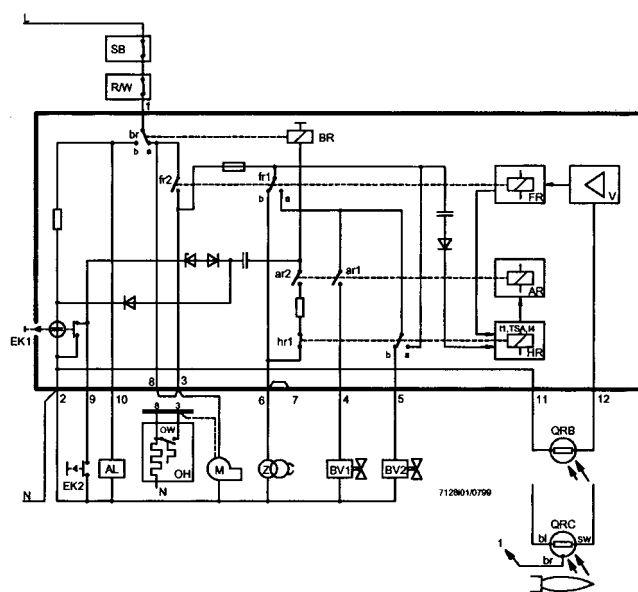 L
SB
R/W
1
br
b a
BR
fr2
fr1
b a
FR
V
ar2
ar1
AR
t1, TSA, t4
HR
hr1
b a
EK1
2 9 10 8 3 6 7 4 5 11 12
8 3
OW
OH
N
N
EK2
AL
M
Z
BV1
BV2
QRB
7128i01/0799
QRC
bl sw
br
1